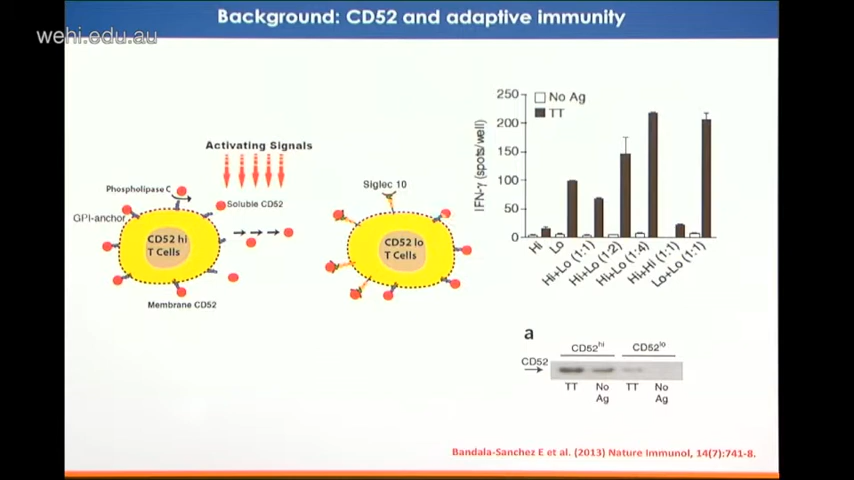 Background: CD52 and adaptive immunity
wehi.edu.au
Activating Signals
Phospholipase C
Soluble CD52
GPI-anchor
CD52 hi
T Cells
Membrane CD52
Siglec 10
CD52 lo
T Cells
250
200
150
100
50
0
IFN-γ (spots/well)
No Ag
TT
Hi
Lo
Hi+Lo (1:1)
Hi+Lo (1:2)
Hi+Lo (1:4)
Hi+Hi (1:1)
Lo+Lo (1:1)
a
CD52hi CD52lo
CD52
TT No Ag TT No Ag
Bandala-Sanchez E et al. (2013) Nature Immunol, 14(7):741-8.